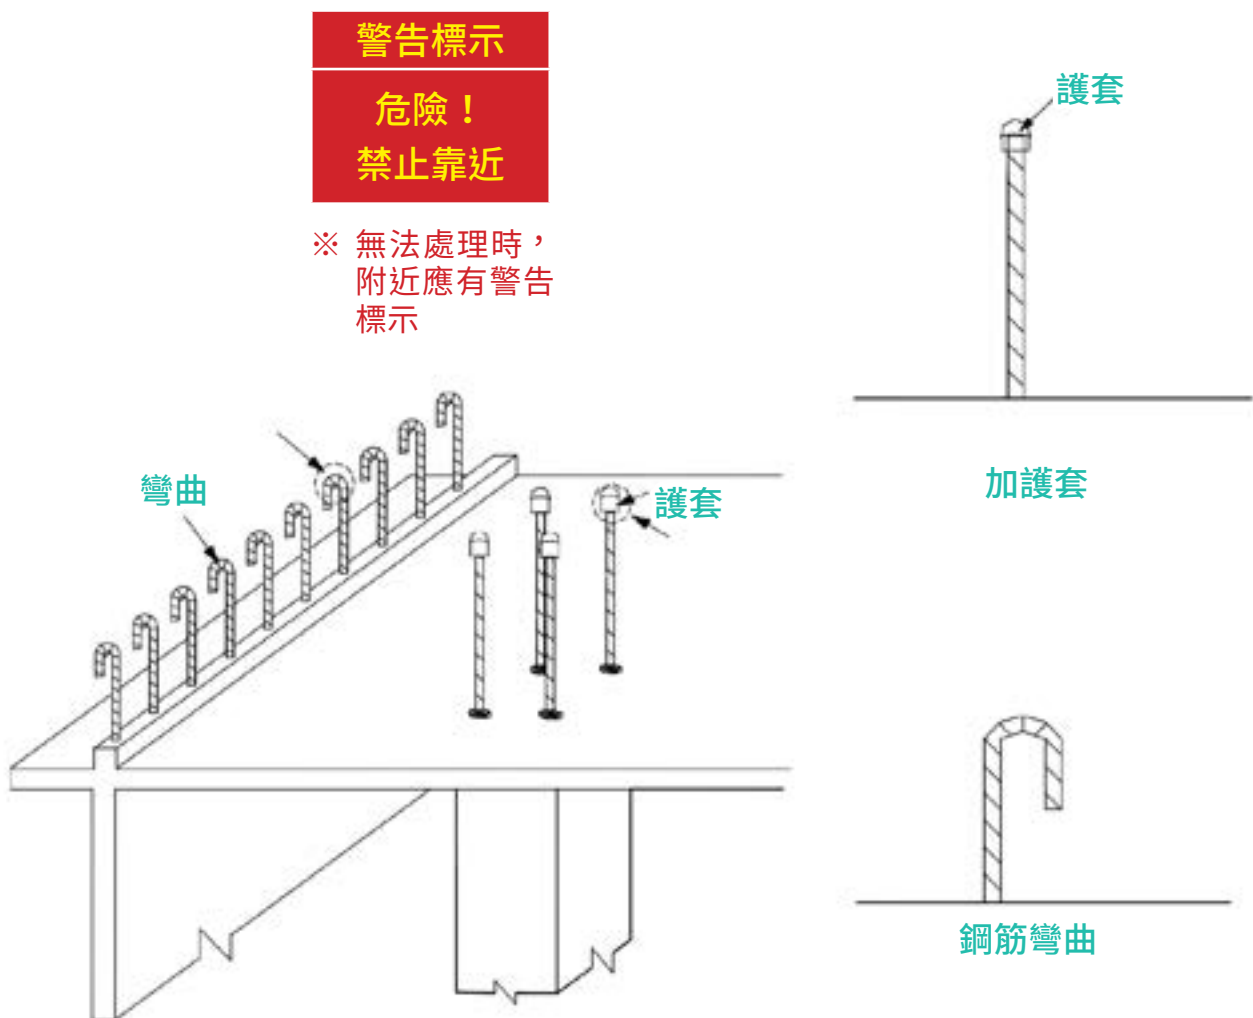 警告標示
危險！
禁止靠近
※ 無法處理時，
附近應有警告
標示
護套
彎曲
護套
加護套
鋼筋彎曲